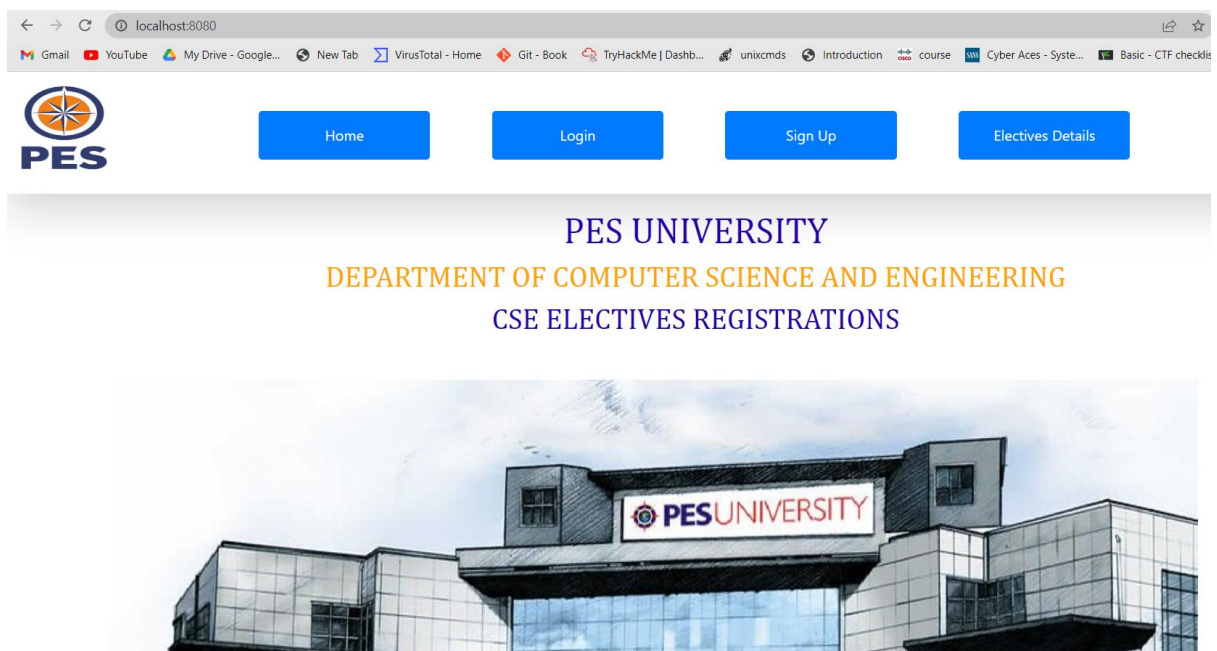 localhost:8080
Gmail YouTube My Drive - Google... New Tab VirusTotal - Home Git - Book TryHackMe | Dashb... unixcmds Introduction course Cyber Aces - Syste... Basic - CTF checklis
PES
Home Login Sign Up Electives Details
PES UNIVERSITY
DEPARTMENT OF COMPUTER SCIENCE AND ENGINEERING
CSE ELECTIVES REGISTRATIONS
PESUNIVERSITY